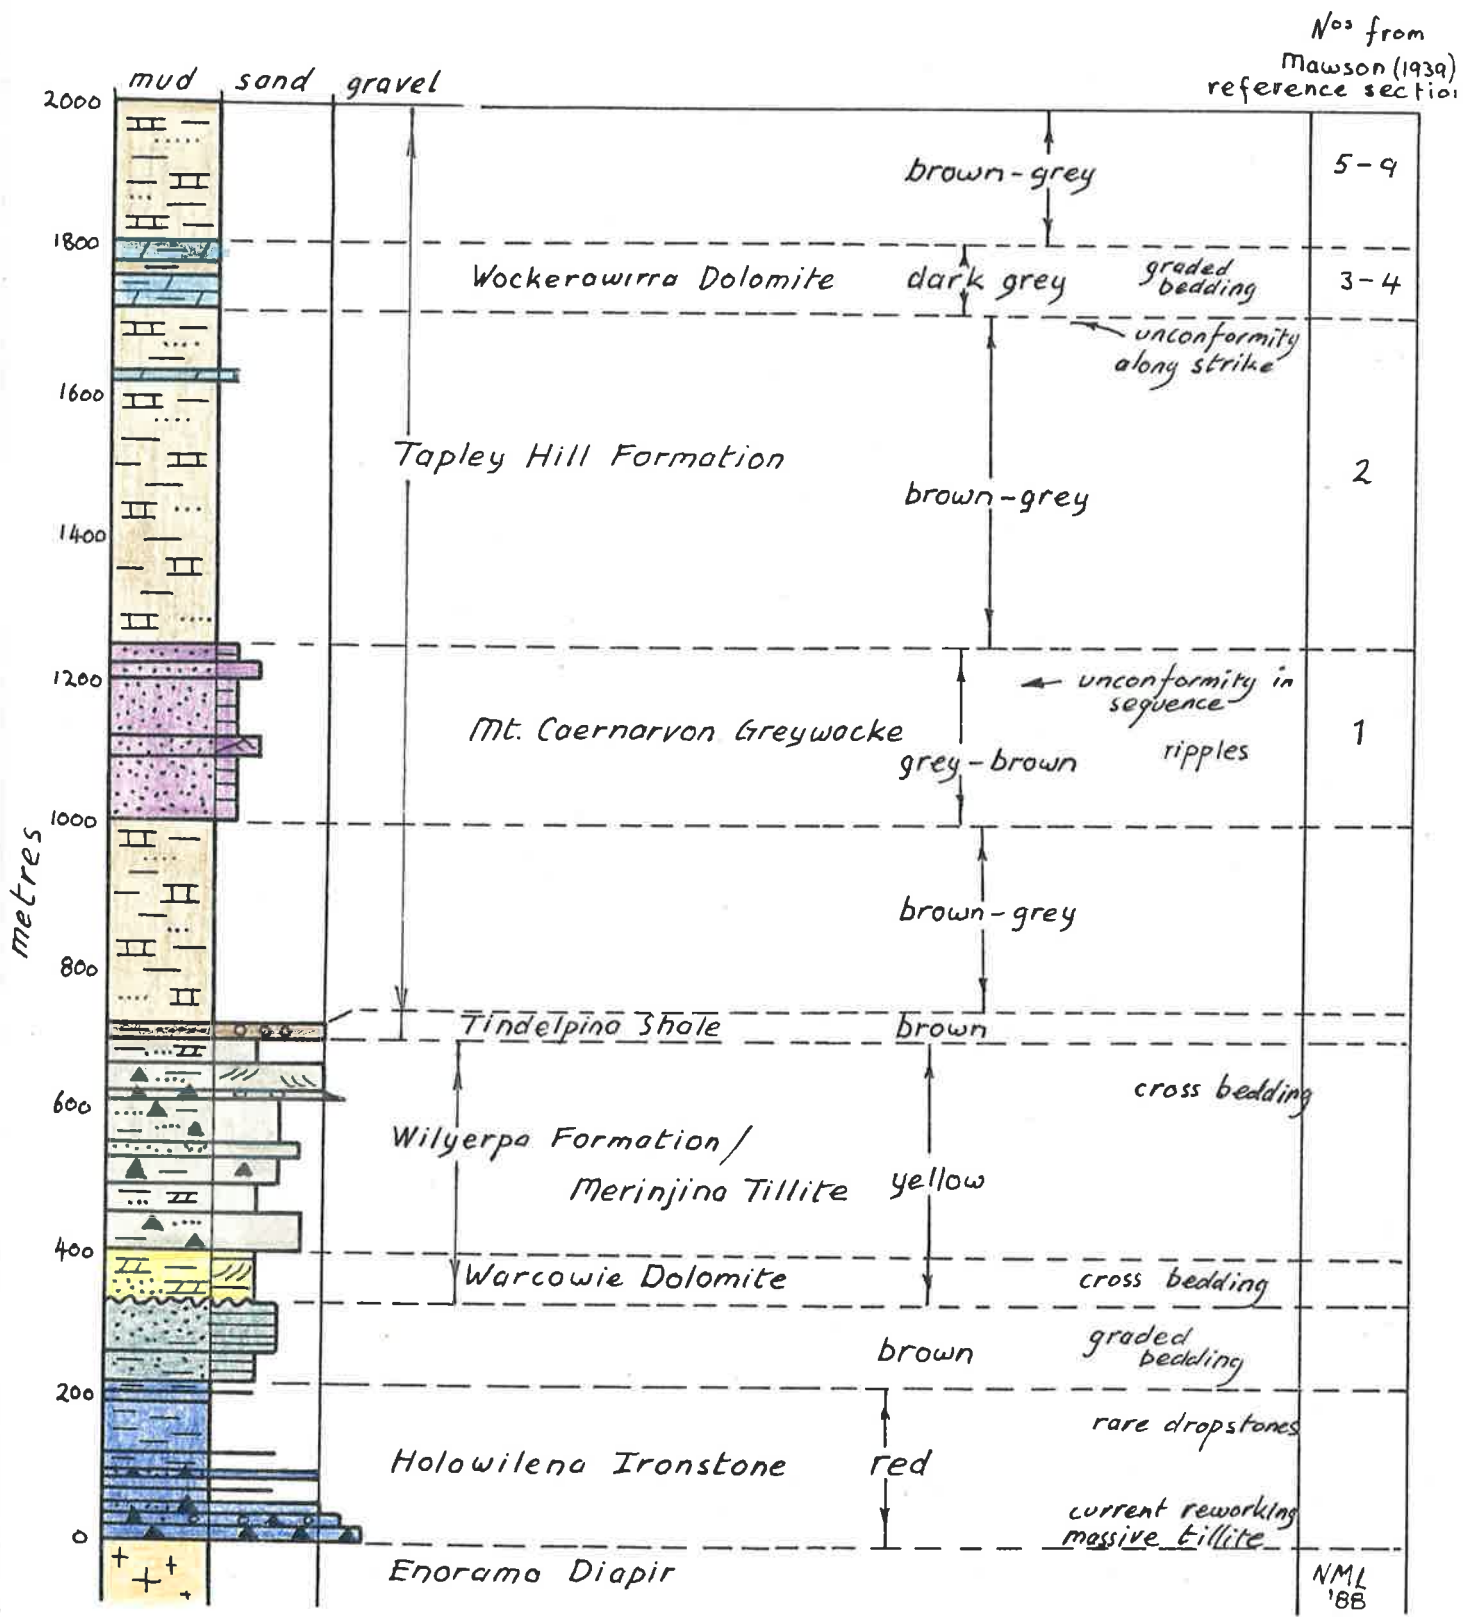 Nos from
Mawson (1939)
reference section
mud sand gravel
2000
brown-grey
5-9
1800
Wockerawirra Dolomite dark grey graded
bedding
3-4
unconformity
along strike
1600
Tapley Hill Formation
brown-grey
2
1400
1200
unconformity in
sequence
Mt. Caernarvon Greywacke
grey-brown
ripples
1
1000
metres
brown-grey
800
Tindelpina Shale brown
600
cross bedding
Wilyerpa Formation/
Merinjina Tillite yellow
400
Warcowie Dolomite
cross bedding
brown
graded
bedding
200
rare dropstones
Holowilena Ironstone red
current reworking
massive tillite
0
Enorama Diapir
NML
'88